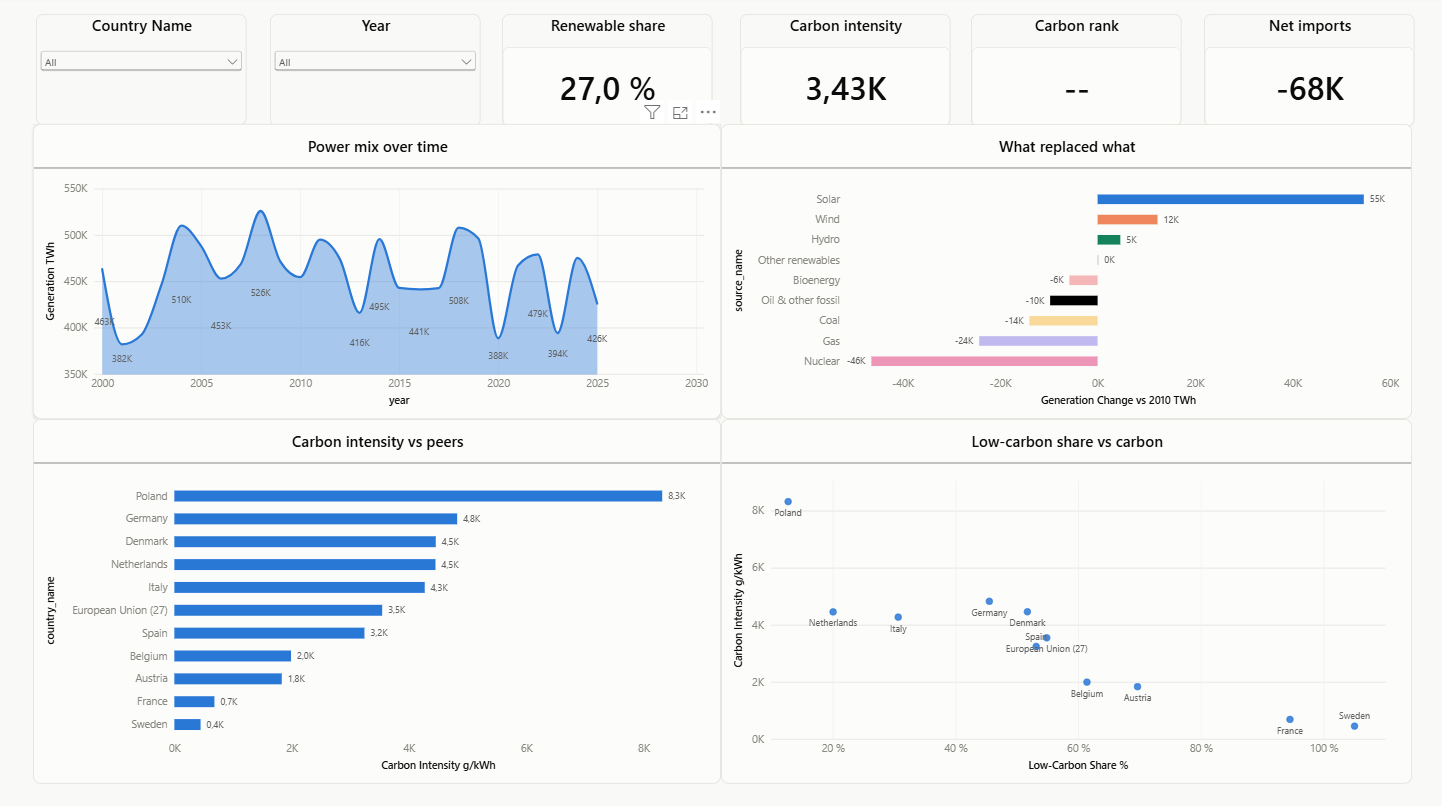 Country Name
All
Year
All
Renewable share
27,0 %
Carbon intensity
3,43K
Carbon rank
--
Net imports
-68K
Power mix over time
Generation TWh
550K
500K
450K
400K
350K
463K
382K
510K
453K
526K
416K
495K
441K
508K
388K
479K
394K
426K
2000
2005
2010
2015
2020
2025
2030
year
What replaced what
source_name
Solar
55K
Wind
12K
Hydro
5K
Other renewables
0K
Bioenergy
-6K
Oil & other fossil
-10K
Coal
-14K
Gas
-24K
Nuclear
-46K
-40K
-20K
0K
20K
40K
60K
Generation Change vs 2010 TWh
Carbon intensity vs peers
country_name
Poland
8,3K
Germany
4,8K
Denmark
4,5K
Netherlands
4,5K
Italy
4,3K
European Union (27)
3,5K
Spain
3,2K
Belgium
2,0K
Austria
1,8K
France
0,7K
Sweden
0,4K
0K
2K
4K
6K
8K
Carbon Intensity g/kWh
Low-carbon share vs carbon
Carbon Intensity g/kWh
8K
6K
4K
2K
0K
Poland
Netherlands
Italy
Germany
Denmark
Spain
European Union (27)
Belgium
Austria
Sweden
France
20 %
40 %
60 %
80 %
100 %
Low-Carbon Share %